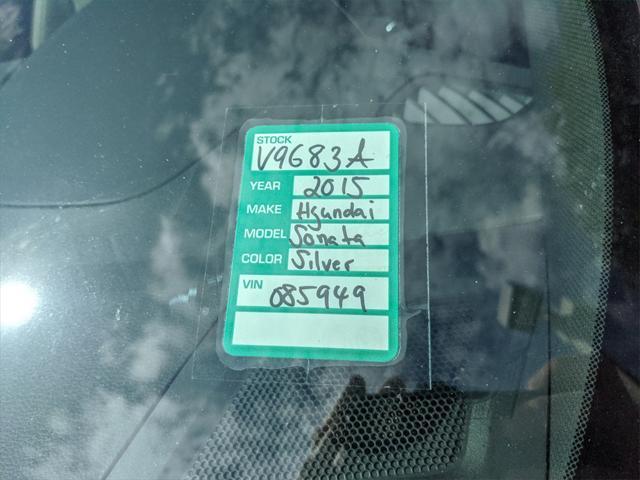 STOCK
V9683A
YEAR 2015
MAKE Hyundai
MODEL Sonata
COLOR Silver
VIN
085949